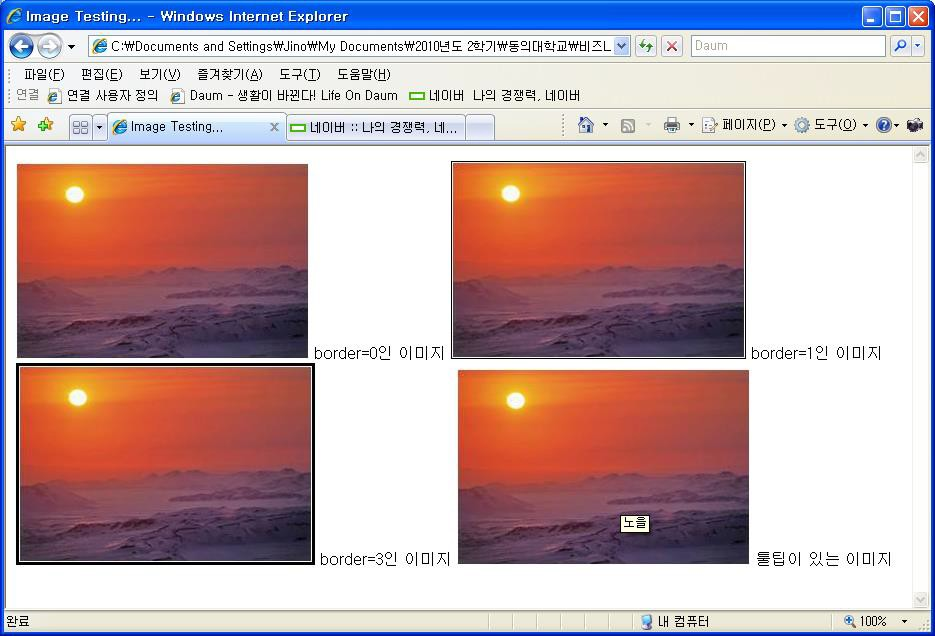 Image Testing... - Windows Internet Explorer
C:₩Documents and Settings₩Jino₩My Documents₩2010년도 2학기₩동의대학교₩비즈L
Daum
파일(F) 편집(E) 보기(V) 즐겨찾기(A) 도구(T) 도움말(H)
연결 연결 사용자 정의 Daum - 생활이 바뀐다! Life On Daum 네이버 나의 경쟁력, 네이버
Image Testing... 네이버 :: 나의 경쟁력, 네... 페이지(P) 도구(O)
border=0인 이미지 border=1인 이미지
노을
border=3인 이미지 툴팁이 있는 이미지
완료 내 컴퓨터 100%